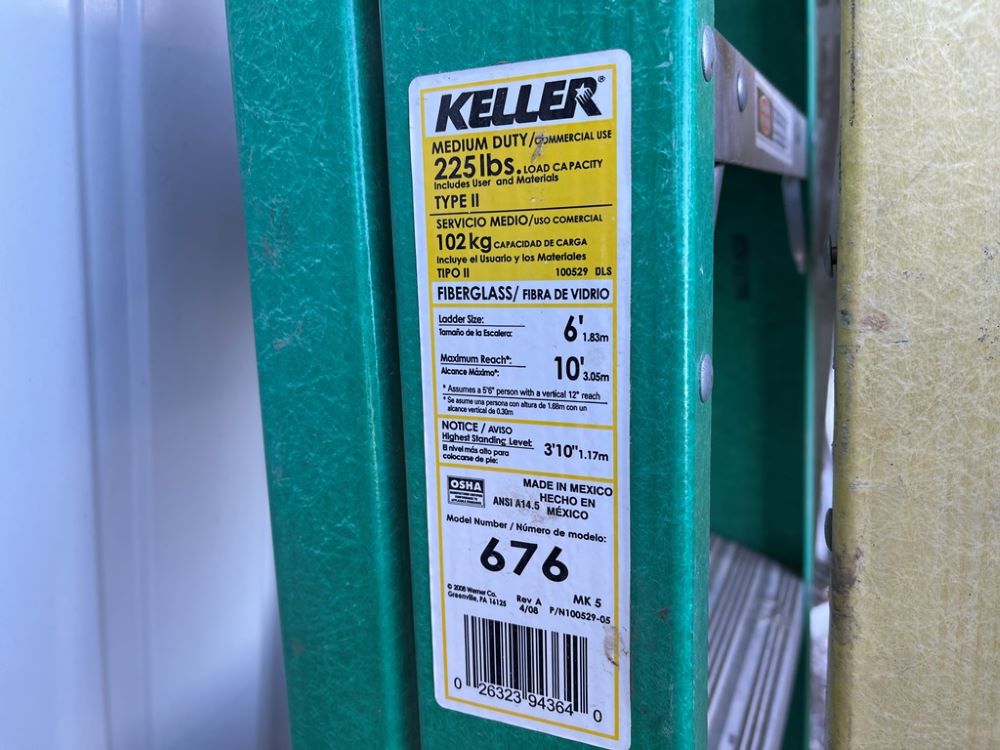 KELLER®
MEDIUM DUTY/COMMERCIAL USE
225 lbs. LOAD CAPACITY
Includes User and Materials
TYPE II
SERVICIO MEDIO/USO COMERCIAL
102 kg CAPACIDAD DE CARGA
Incluye el Usuario y los Materiales
TIPO II 100529 DLS
FIBERGLASS/ FIBRA DE VIDRIO
Ladder Size: 6' 1.83m
Tamaño de la Escalera:
Maximum Reach*: 10' 3.05m
Alcance Máximo*:
* Assumes a 5'6" person with a vertical 12" reach
* Se asume una persona con altura de 1.68m con un
alcance vertical de 0.30m
NOTICE / AVISO
Highest Standing Level: 3'10" 1.17m
El nivel más alto para
colocarse de pie:
OSHA
MADE IN MEXICO
HECHO EN
MÉXICO
ANSI A14.5
Model Number / Número de modelo:
676
© 2008 Werner Co.
Greenville, PA 16125
Rev A
4/08
MK 5
P/N100529-05
0 26323 94364 0